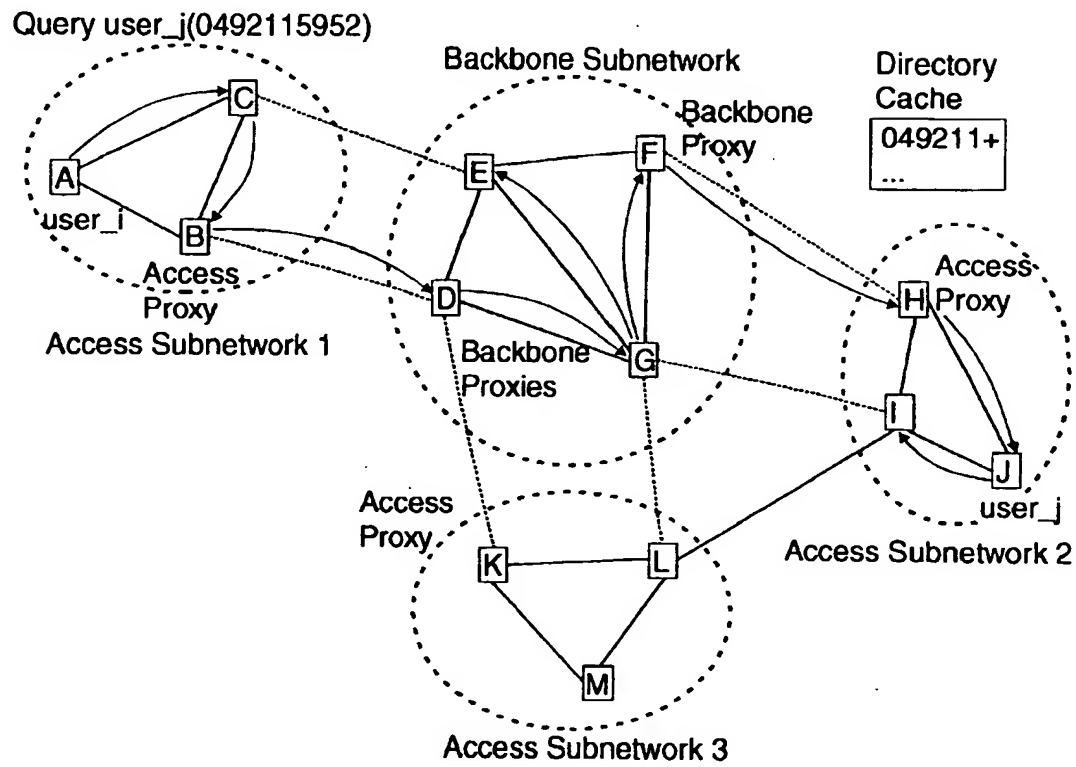 Query user_j(0492115952)
Backbone Subnetwork
Directory
Cache
049211+
...
C
Backbone
Proxy
F
E
A
user_i
B
Access
Proxy
Access Subnetwork 1
D
Backbone
Proxies
G
H
Access
Proxy
I
J
user_j
Access Subnetwork 2
Access
Proxy
K
L
M
Access Subnetwork 3